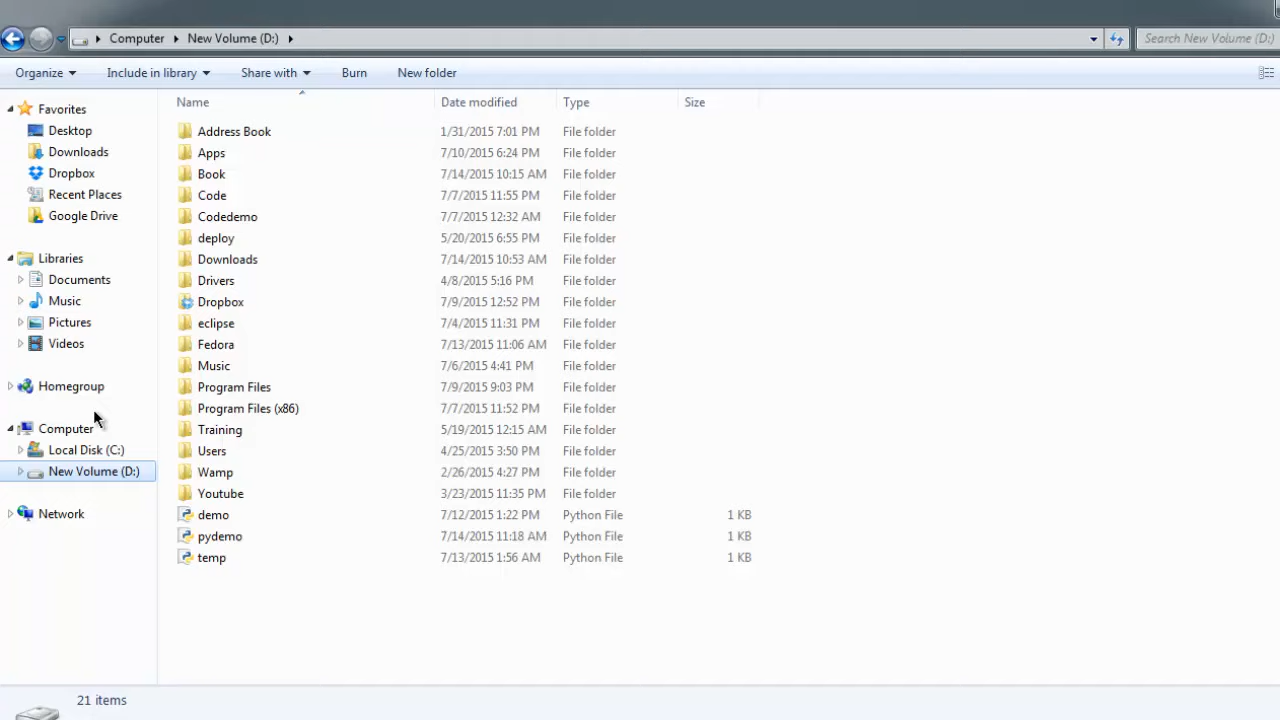 Computer New Volume (D:) Search New Volume (D:)
Organize Include in library Share with Burn New folder
Favorites
Desktop
Downloads
Dropbox
Recent Places
Google Drive
Libraries
Documents
Music
Pictures
Videos
Homegroup
Computer
Local Disk (C:)
New Volume (D:)
Network
Name Date modified Type Size
Address Book 1/31/2015 7:01 PM File folder
Apps 7/10/2015 6:24 PM File folder
Book 7/14/2015 10:15 AM File folder
Code 7/7/2015 11:55 PM File folder
Codedemo 7/7/2015 12:32 AM File folder
deploy 5/20/2015 6:55 PM File folder
Downloads 7/14/2015 10:53 AM File folder
Drivers 4/8/2015 5:16 PM File folder
Dropbox 7/9/2015 12:52 PM File folder
eclipse 7/4/2015 11:31 PM File folder
Fedora 7/13/2015 11:06 AM File folder
Music 7/6/2015 4:41 PM File folder
Program Files 7/9/2015 9:03 PM File folder
Program Files (x86) 7/7/2015 11:52 PM File folder
Training 5/19/2015 12:15 AM File folder
Users 4/25/2015 3:50 PM File folder
Wamp 2/26/2015 4:27 PM File folder
Youtube 3/23/2015 11:35 PM File folder
demo 7/12/2015 1:22 PM Python File 1 KB
pydemo 7/14/2015 11:18 AM Python File 1 KB
temp 7/13/2015 1:56 AM Python File 1 KB
21 items